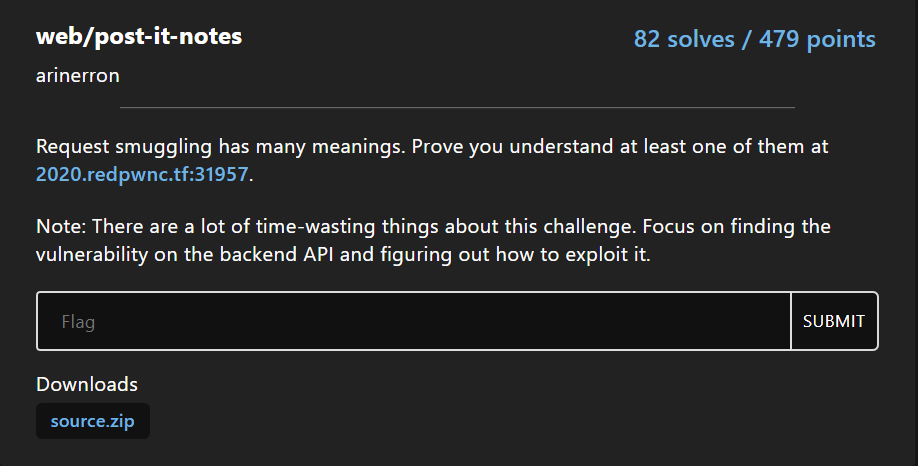 web/post-it-notes
82 solves / 479 points
arinerron
Request smuggling has many meanings. Prove you understand at least one of them at
2020.redpwnc.tf:31957.
Note: There are a lot of time-wasting things about this challenge. Focus on finding the
vulnerability on the backend API and figuring out how to exploit it.
Flag
SUBMIT
Downloads
source.zip